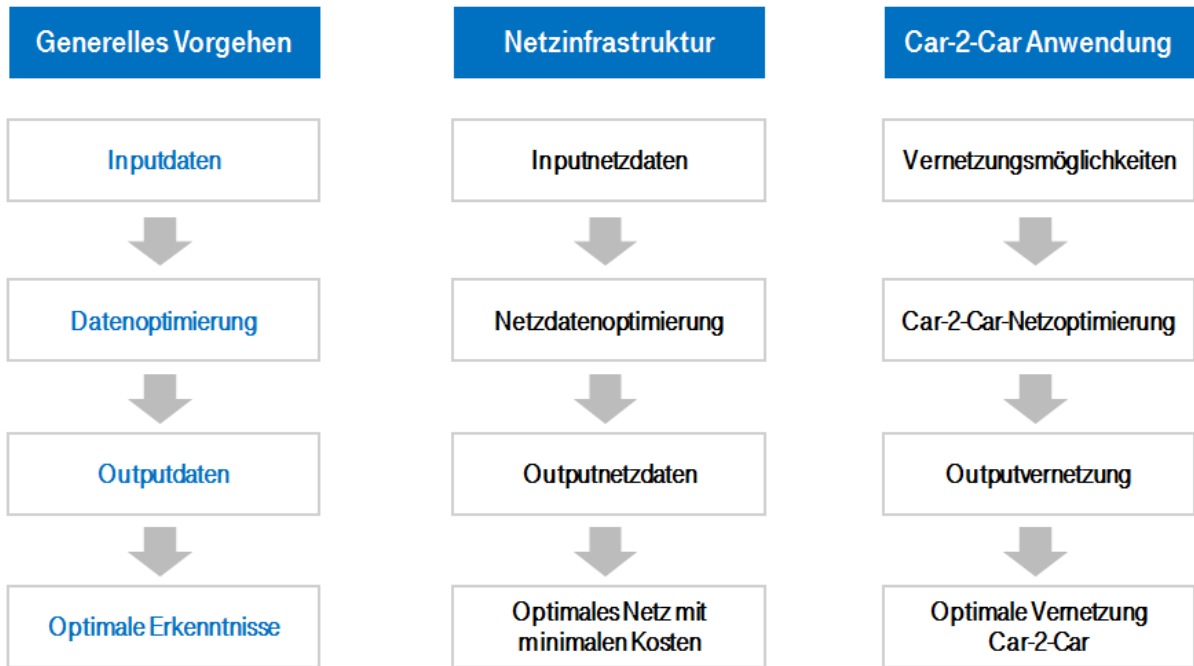 Generelles Vorgehen
Inputdaten
Datenoptimierung
Outputdaten
Optimale Erkenntnisse
Netzinfrastruktur
Inputnetzdaten
Netzdatenoptimierung
Outputnetzdaten
Optimales Netz mit
minimalen Kosten
Car-2-Car Anwendung
Vernetzungsmöglichkeiten
Car-2-Car-Netzoptimierung
Outputvernetzung
Optimale Vernetzung
Car-2-Car